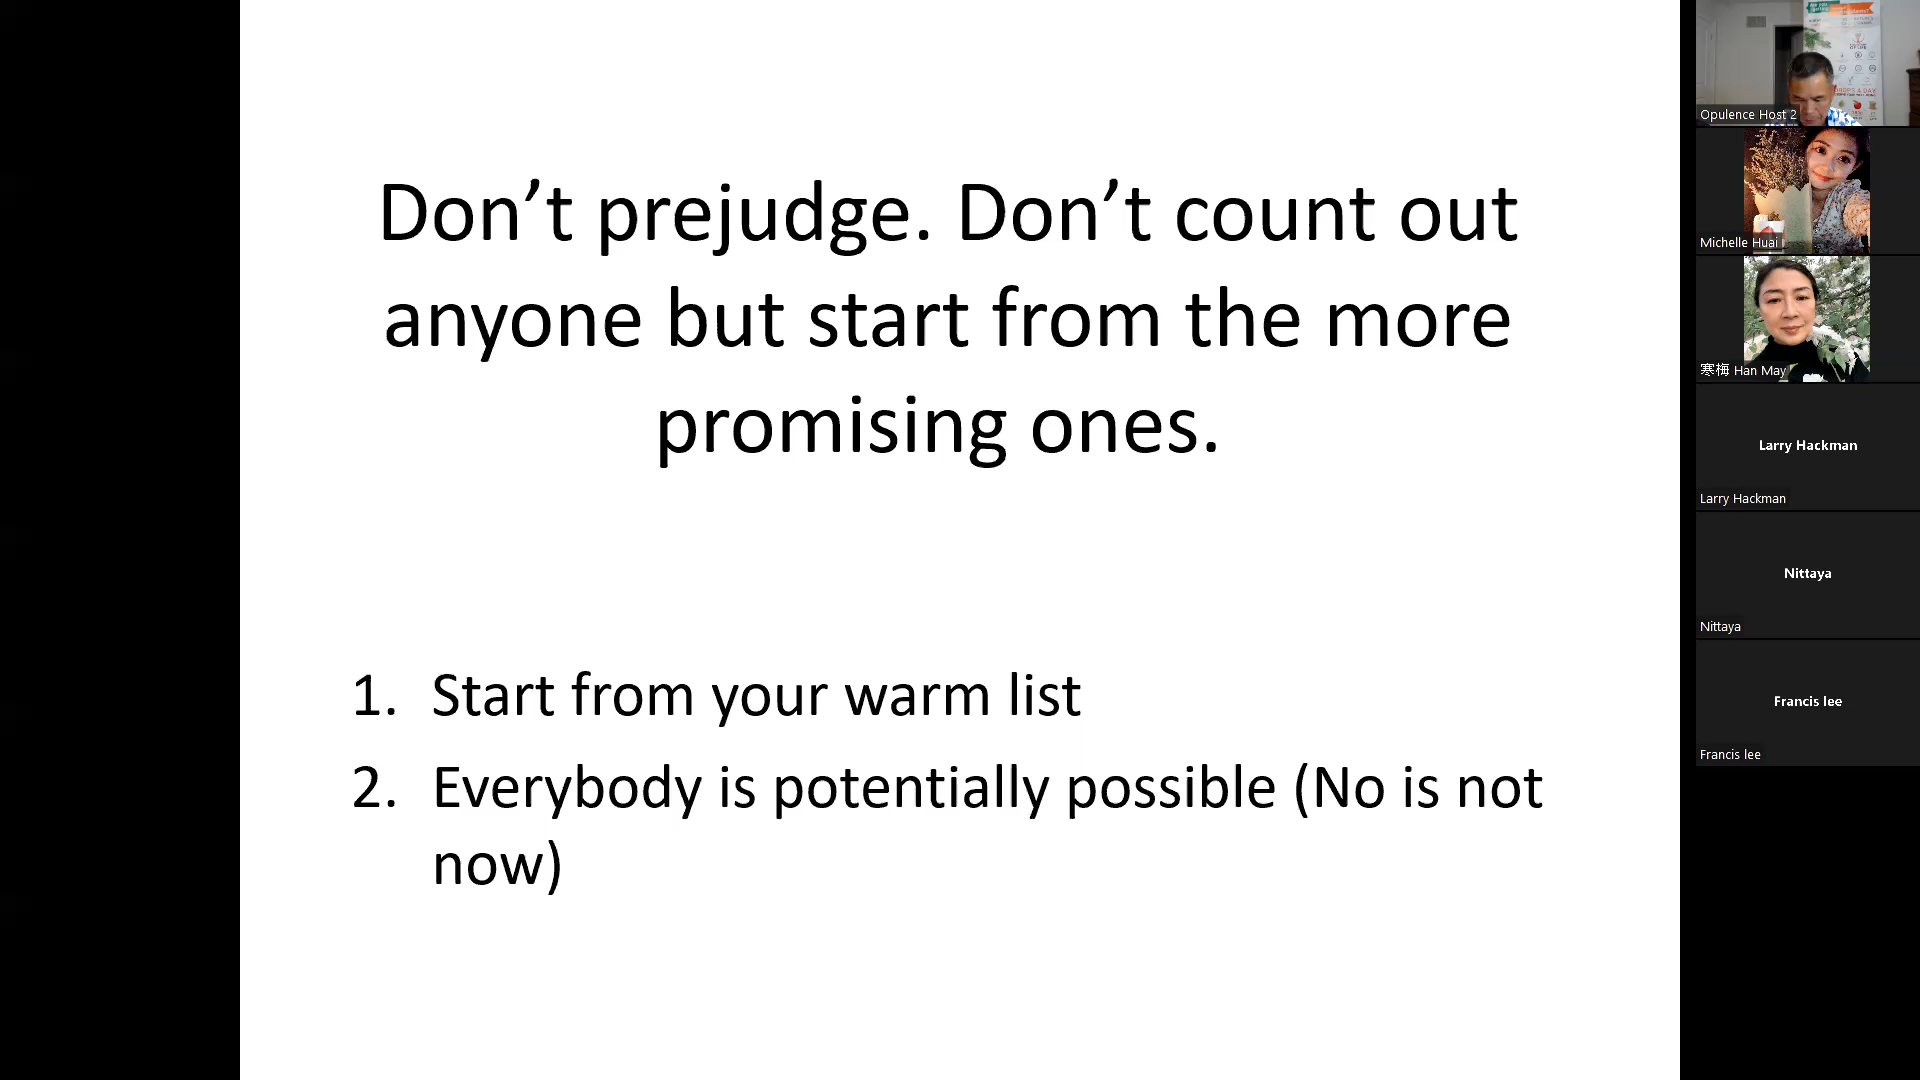 Don’t prejudge. Don’t count out
anyone but start from the more
promising ones.
1. Start from your warm list
2. Everybody is potentially possible (No is not
now)
Opulence Host 2
Michelle Huai
寒梅 Han May
Larry Hackman
Larry Hackman
Nittaya
Nittaya
Francis lee
Francis lee